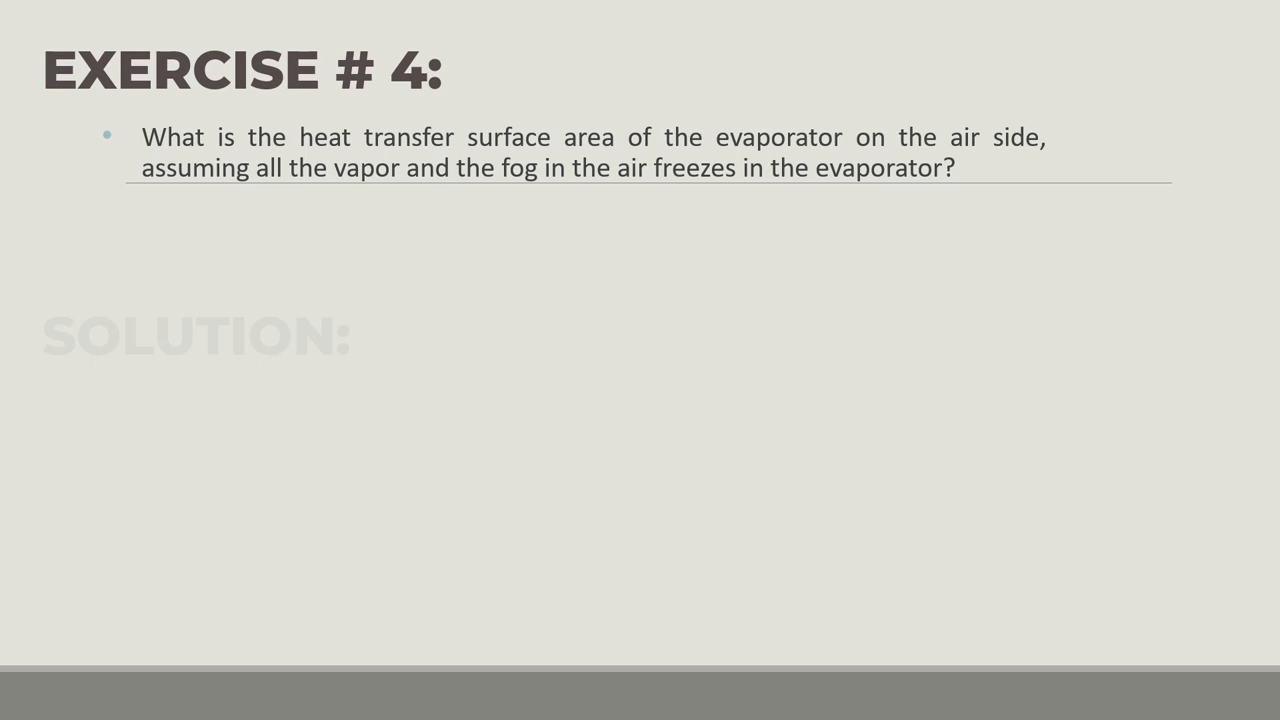 EXERCISE # 4:
• What is the heat transfer surface area of the evaporator on the air side,
assuming all the vapor and the fog in the air freezes in the evaporator?
SOLUTION: